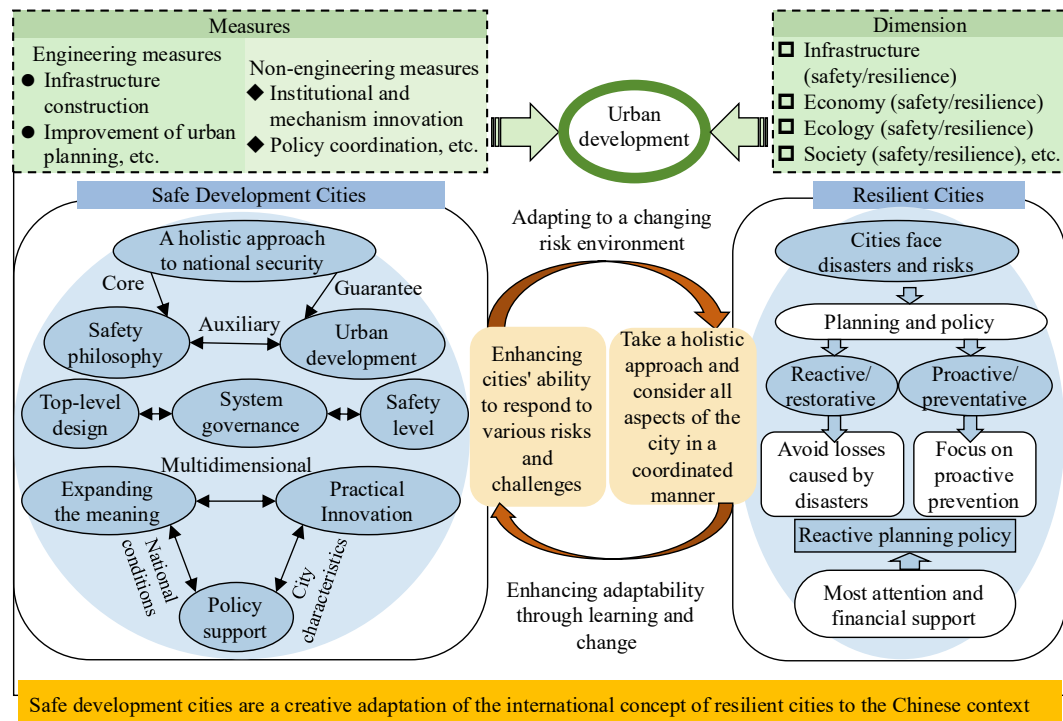 Measures
Engineering measures
● Infrastructure
construction
● Improvement of urban
planning, etc.
Non-engineering measures
◆ Institutional and
mechanism innovation
◆ Policy coordination, etc.
Urban
development
Dimension
Infrastructure
(safety/resilience)
Economy (safety/resilience)
Ecology (safety/resilience)
Society (safety/resilience), etc.
Safe Development Cities
A holistic approach
to national security
Core
Guarantee
Safety
philosophy
Auxiliary
Urban
development
Top-level
design
System
governance
Safety
level
Multidimensional
Expanding
the meaning
Practical
Innovation
National
conditions
City
characteristics
Policy
support
Adapting to a changing
risk environment
Enhancing
cities' ability
to respond to
various risks
and
challenges
Take a holistic
approach and
consider all
aspects of the
city in a
coordinated
manner
Enhancing adaptability
through learning and
change
Resilient Cities
Cities face
disasters and risks
Planning and policy
Reactive/
restorative
Proactive/
preventative
Avoid losses
caused by
disasters
Focus on
proactive
prevention
Reactive planning policy
Most attention and
financial support
Safe development cities are a creative adaptation of the international concept of resilient cities to the Chinese context